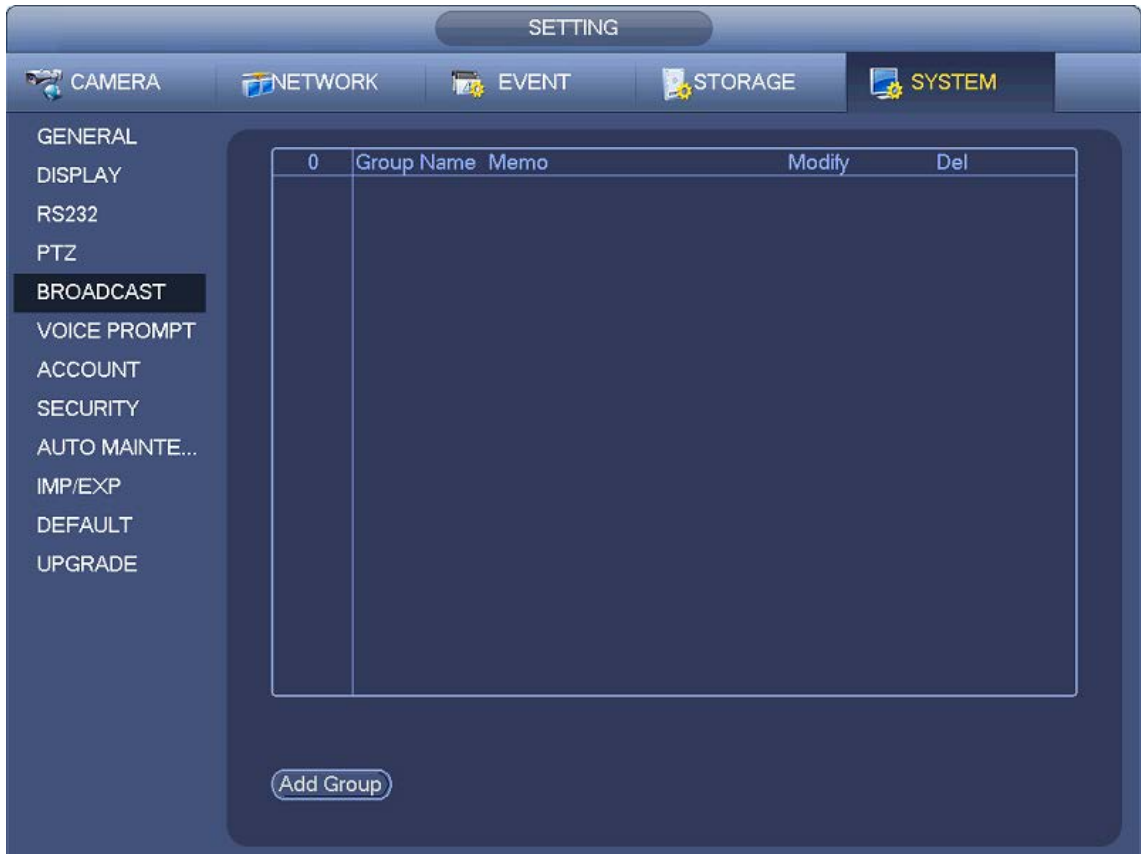 SETTING
CAMERA NETWORK EVENT STORAGE SYSTEM
GENERAL
DISPLAY
RS232
PTZ
BROADCAST
VOICE PROMPT
ACCOUNT
SECURITY
AUTO MAINTE...
IMP/EXP
DEFAULT
UPGRADE
0 Group Name Memo Modify Del
Add Group